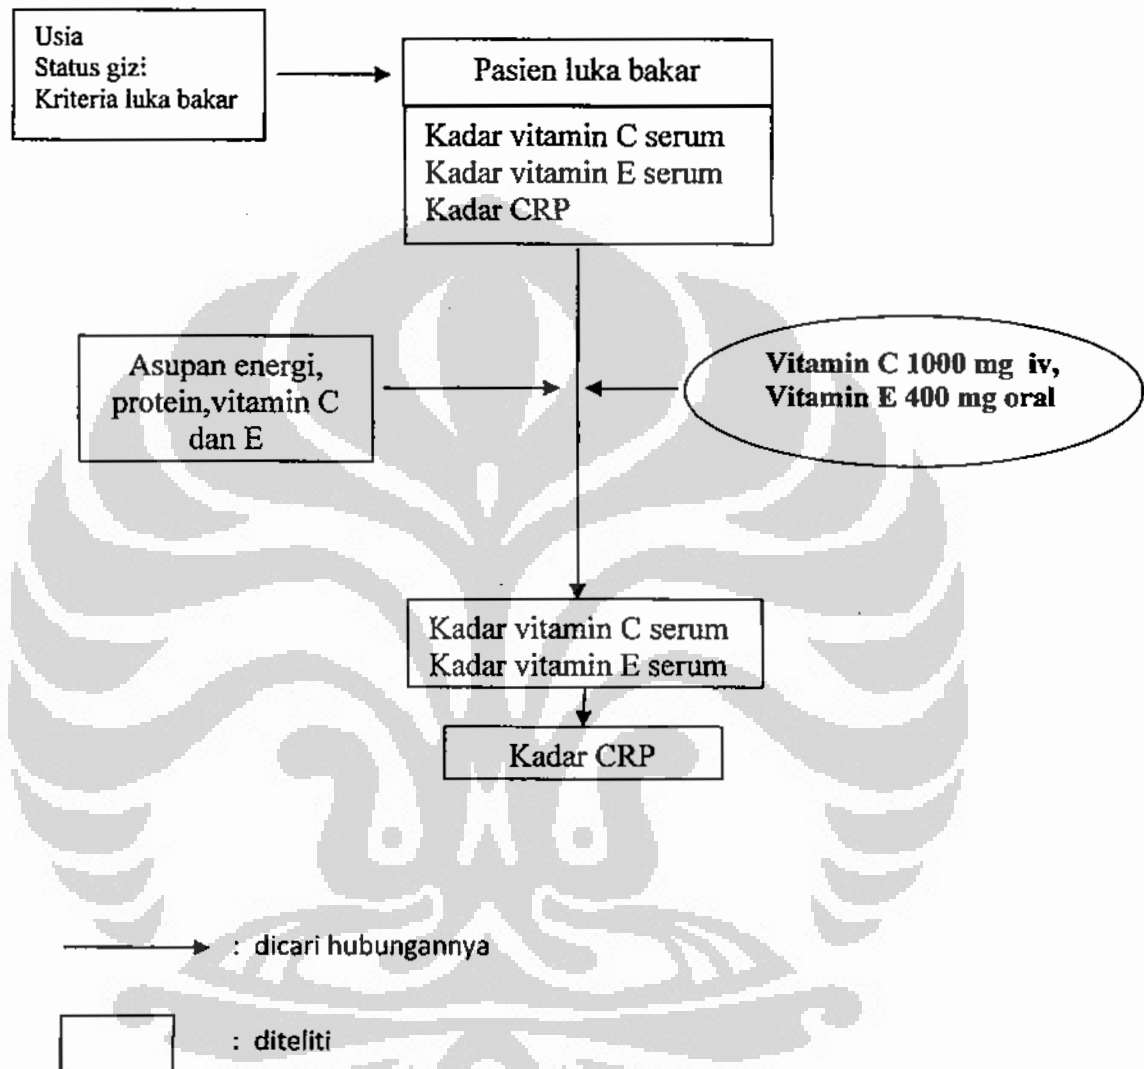 Usia
Status gizi
Kriteria luka bakar
Pasien luka bakar
Kadar vitamin C serum
Kadar vitamin E serum
Kadar CRP
Asupan energi,
protein,vitamin C
dan E
Vitamin C 1000 mg iv,
Vitamin E 400 mg oral
Kadar vitamin C serum
Kadar vitamin E serum
Kadar CRP
: dicari hubungannya
: diteliti